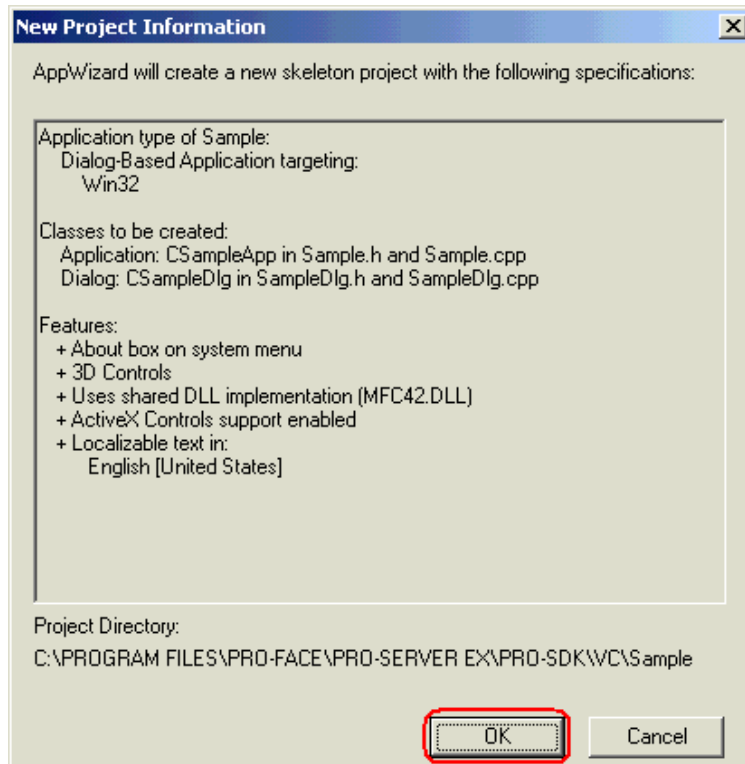 New Project Information
AppWizard will create a new skeleton project with the following specifications:
Application type of Sample:
Dialog-Based Application targeting:
Win32
Classes to be created:
Application: CSampleApp in Sample.h and Sample.cpp
Dialog: CSampleDlg in SampleDlg.h and SampleDlg.cpp
Features:
+ About box on system menu
+ 3D Controls
+ Uses shared DLL implementation (MFC42.DLL)
+ ActiveX Controls support enabled
+ Localizable text in:
English [United States]
Project Directory:
C:\PROGRAM FILES\PRO-FACE\PRO-SERVER EX\PRO-SDK\VC\Sample
OK Cancel